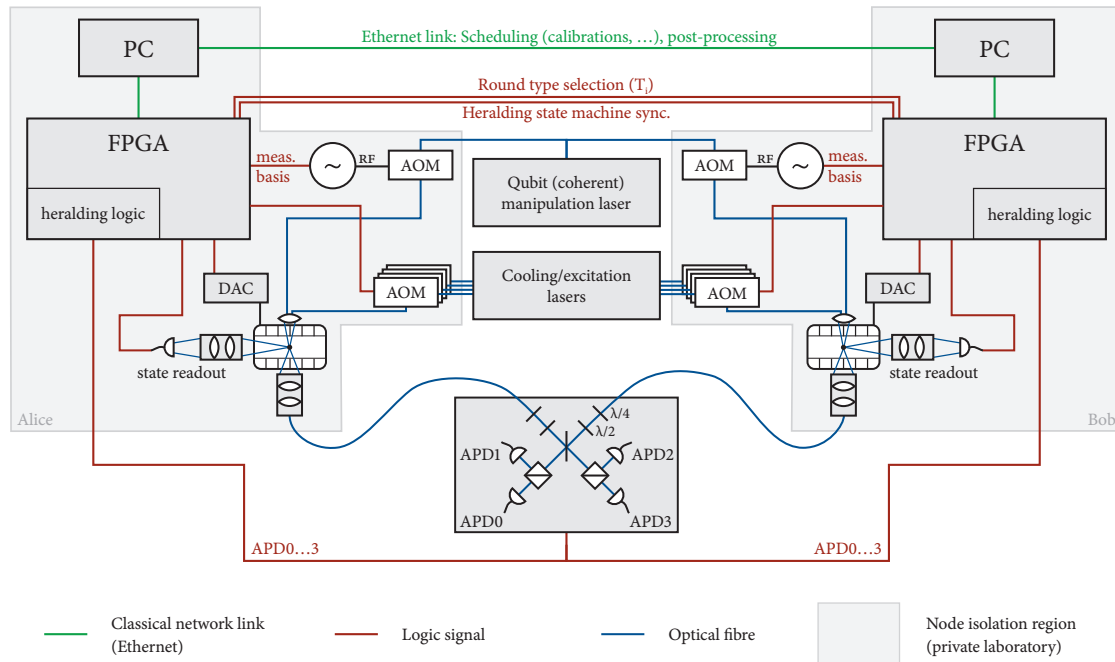 PC
Ethernet link: Scheduling (calibrations, …), post-processing
PC
Round type selection (Tᵢ)
Heralding state machine sync.
FPGA
FPGA
meas.
basis
~
RF
AOM
Qubit (coherent)
manipulation laser
AOM
RF
~
meas.
basis
heralding logic
heralding logic
DAC
AOM
Cooling/excitation
lasers
AOM
DAC
state readout
state readout
Alice
Bob
λ/4
λ/2
APD1
APD2
APD0
APD3
APD0…3
APD0…3
Classical network link
(Ethernet)
Logic signal
Optical fibre
Node isolation region
(private laboratory)